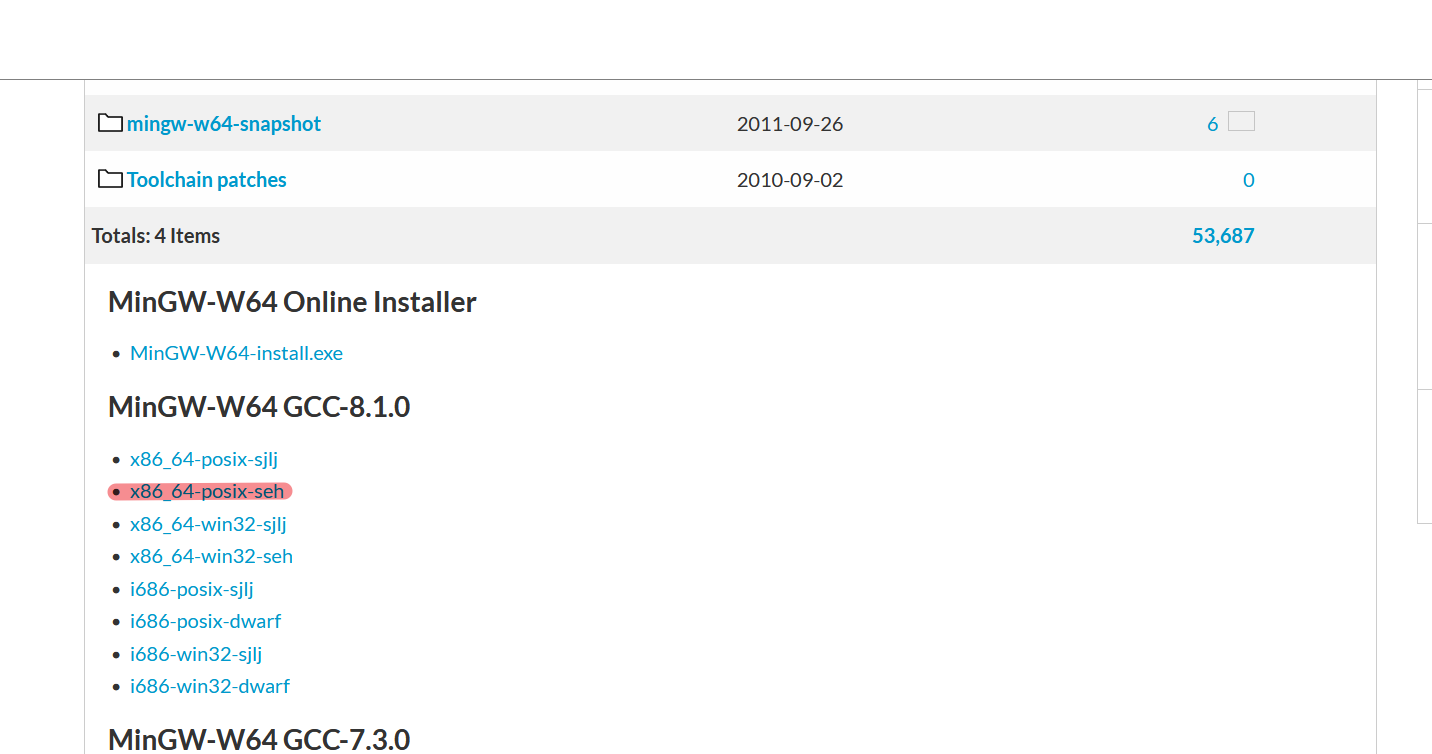 mingw-w64-snapshot 2011-09-26 6
Toolchain patches 2010-09-02 0
Totals: 4 Items 53,687
MinGW-W64 Online Installer
MinGW-W64-install.exe
MinGW-W64 GCC-8.1.0
x86_64-posix-sjlj
x86_64-posix-seh
x86_64-win32-sjlj
x86_64-win32-seh
i686-posix-sjlj
i686-posix-dwarf
i686-win32-sjlj
i686-win32-dwarf
MinGW-W64 GCC-7.3.0